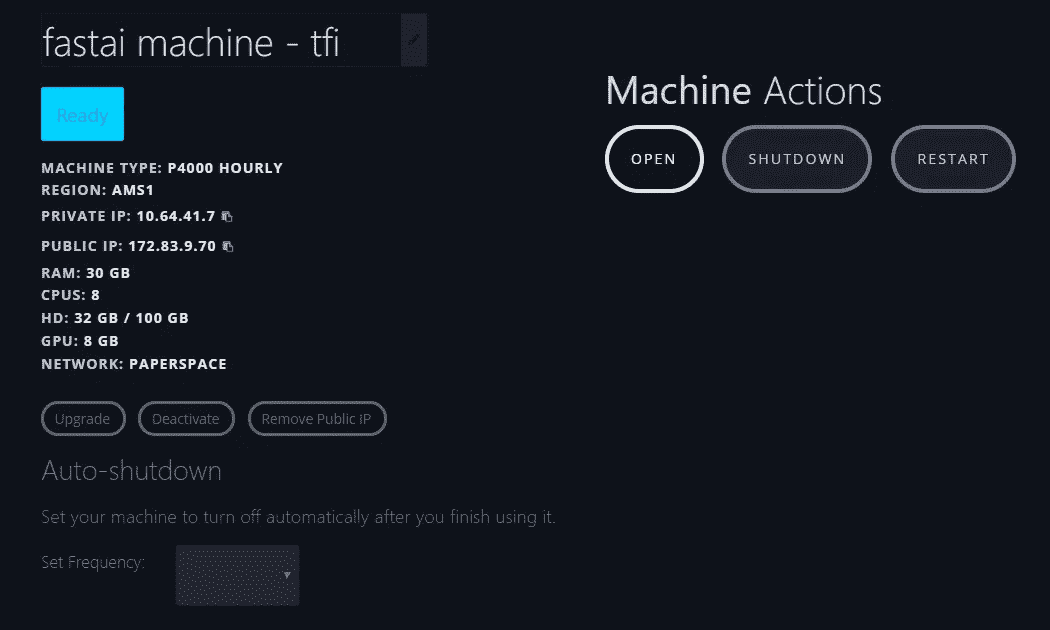 fastai machine - tfi
Ready
MACHINE TYPE: P4000 HOURLY
REGION: AMS1
PRIVATE IP: 10.64.41.7
PUBLIC IP: 172.83.9.70
RAM: 30 GB
CPUS: 8
HD: 32 GB / 100 GB
GPU: 8 GB
NETWORK: PAPERSPACE
Upgrade Deactivate Remove Public IP
Auto-shutdown
Set your machine to turn off automatically after you finish using it.
Set Frequency:
Machine Actions
OPEN SHUTDOWN RESTART